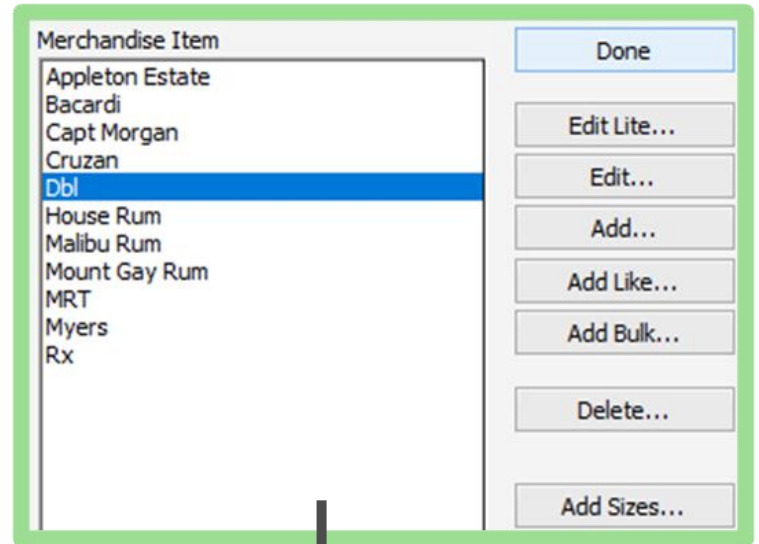 Merchandise Item
Appleton Estate
Bacardi
Capt Morgan
Cruzan
Dbl
House Rum
Malibu Rum
Mount Gay Rum
MRT
Myers
Rx
Done
Edit Lite...
Edit...
Add...
Add Like...
Add Bulk...
Delete...
Add Sizes...